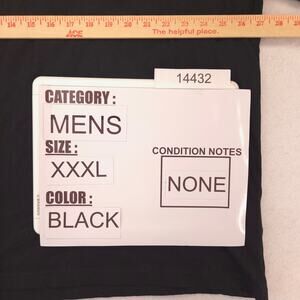 ACE
The helpful place.
14432
CATEGORY :
MENS
SIZE :
XXXL
CONDITION NOTES
NONE
COLOR :
BLACK